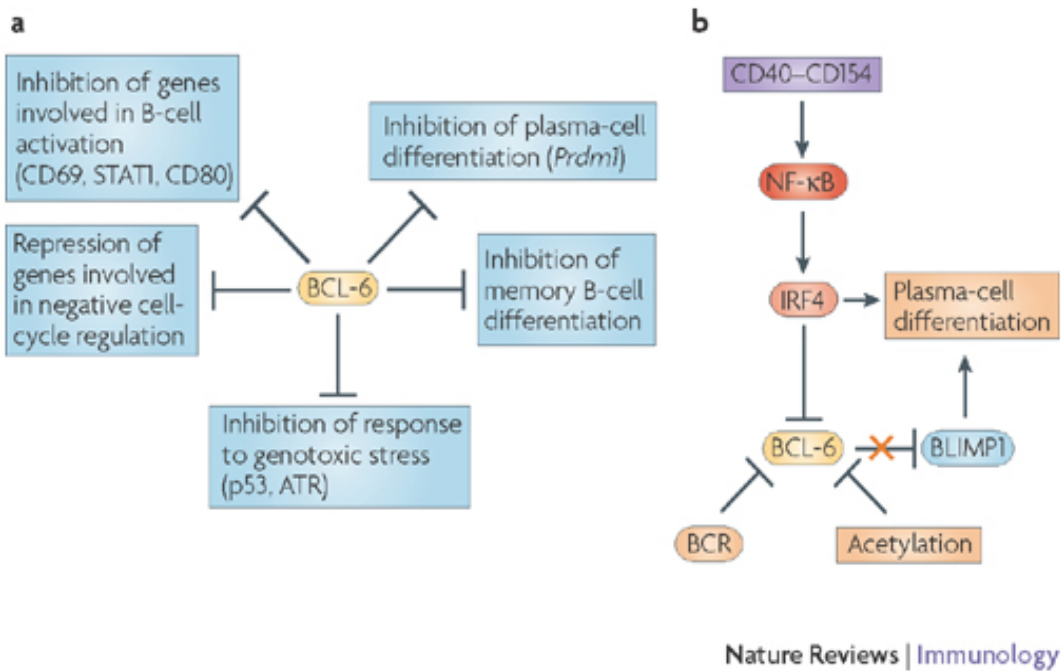 a
Inhibition of genes
involved in B-cell
activation
(CD69, STAT1, CD80)
Inhibition of plasma-cell
differentiation (Prdm1)
Repression of
genes involved
in negative cell-
cycle regulation
BCL-6
Inhibition of
memory B-cell
differentiation
Inhibition of response
to genotoxic stress
(p53, ATR)
b
CD40–CD154
NF-κB
IRF4
Plasma-cell
differentiation
BCL-6
BLIMP1
BCR
Acetylation
Nature Reviews | Immunology